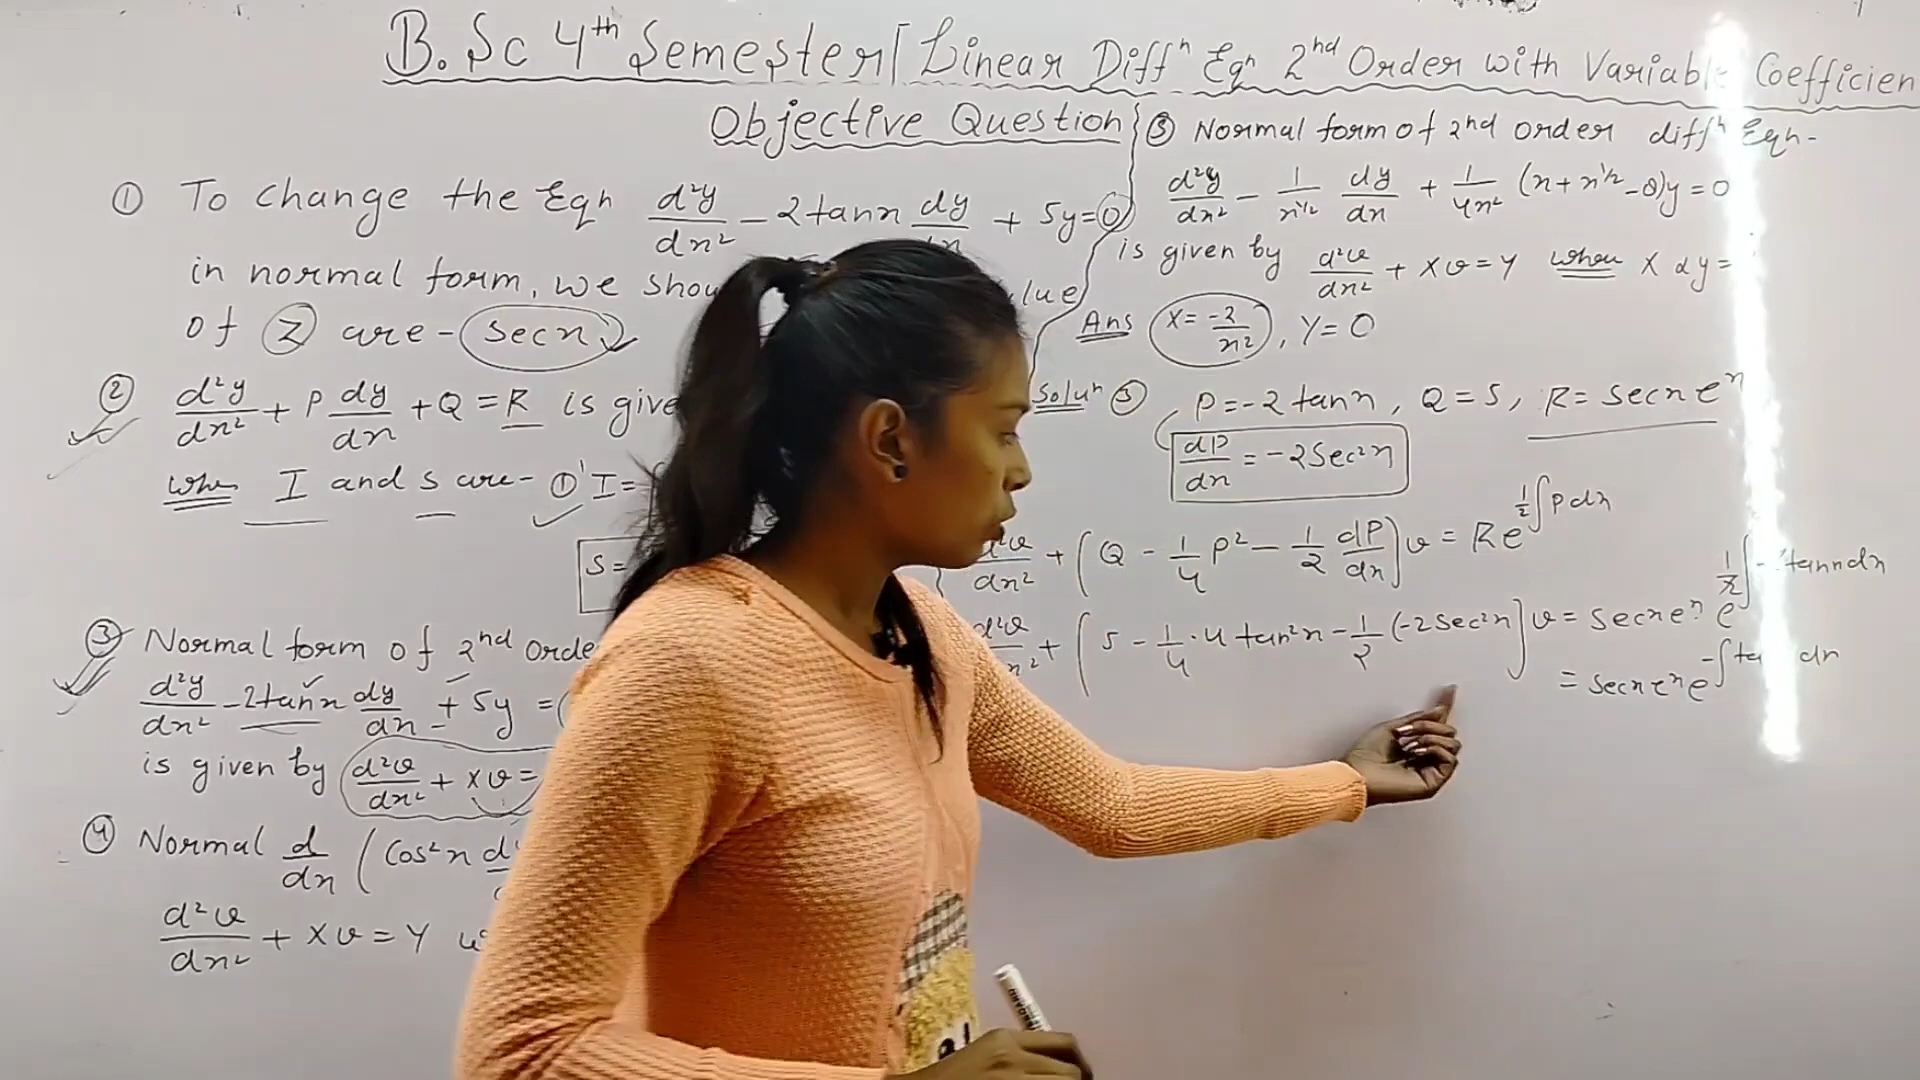 B.Sc 4th Semester / Linear Diffⁿ Eqⁿ 2nd Order with Variable Coefficien
Objective Question
① To change the Eqn d²y/dx² - 2tanx dy/dx + 5y=0
in normal form, we shou lue
of Z are - secx
② d²y/dx² + P dy/dx + Q = R is give
when I and S are - ① I =
S =
③ Normal form of 2nd Orde
d²y/dx² - 2tanx dy/dx + 5y =
is given by d²v/dx² + Xv =
④ Normal d/dx (Cos²x d
d²v/dx² + Xv = Y
⑤ Normal form of 2nd order diffⁿ Eqn-
d²y/dx² - 1/x^½ dy/dx + 1/4x² (x + x^½ - 8)y = 0
is given by d²v/dx² + Xv = Y when X & Y =
Ans X = -2/x², Y = 0
Soluⁿ ③ P = -2 tanx, Q = 5, R = secx eˣ
dP/dx = -2Sec²x
d²v/dx² + (Q - 1/4 P² - 1/2 dP/dx) v = R e^½∫Pdx
d²v/dx² + (5 - 1/4 · 4 tan²x - 1/2 (-2Sec²x] v = secx eˣ e^½∫-2tanxdx
= secx eˣ e^-∫ta dx